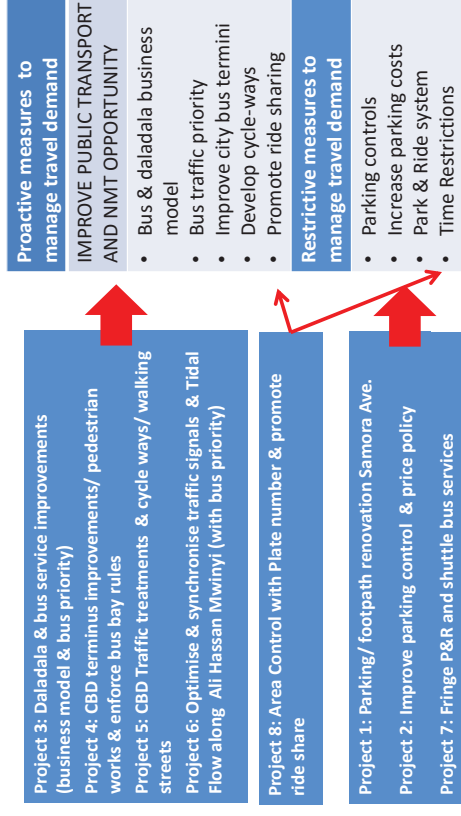 Project 3: Daladala & bus service improvements
(business model & bus priority)
Project 4: CBD terminus improvements/ pedestrian
works & enforce bus bay rules
Project 5: CBD Traffic treatments & cycle ways/ walking
streets
Project 6: Optimise & synchronise traffic signals & Tidal
Flow along Ali Hassan Mwinyi (with bus priority)
Project 8: Area Control with Plate number & promote
ride share
Project 1: Parking/ footpath renovation Samora Ave.
Project 2: Improve parking control & price policy
Project 7: Fringe P&R and shuttle bus services
Proactive measures to
manage travel demand
IMPROVE PUBLIC TRANSPORT
AND NMT OPPORTUNITY
• Bus & daladala business
model
• Bus traffic priority
• Improve city bus termini
• Develop cycle-ways
• Promote ride sharing
Restrictive measures to
manage travel demand
• Parking controls
• Increase parking costs
• Park & Ride system
• Time Restrictions